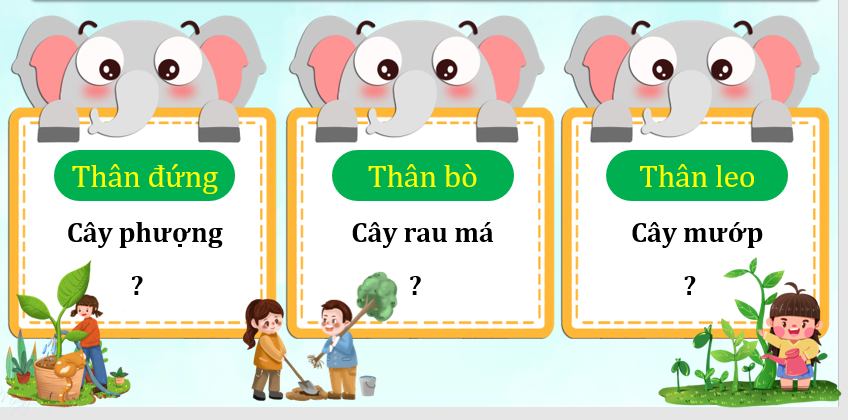 Thân đứng
Cây phượng
?
Thân bò
Cây rau má
?
Thân leo
Cây mướp
?